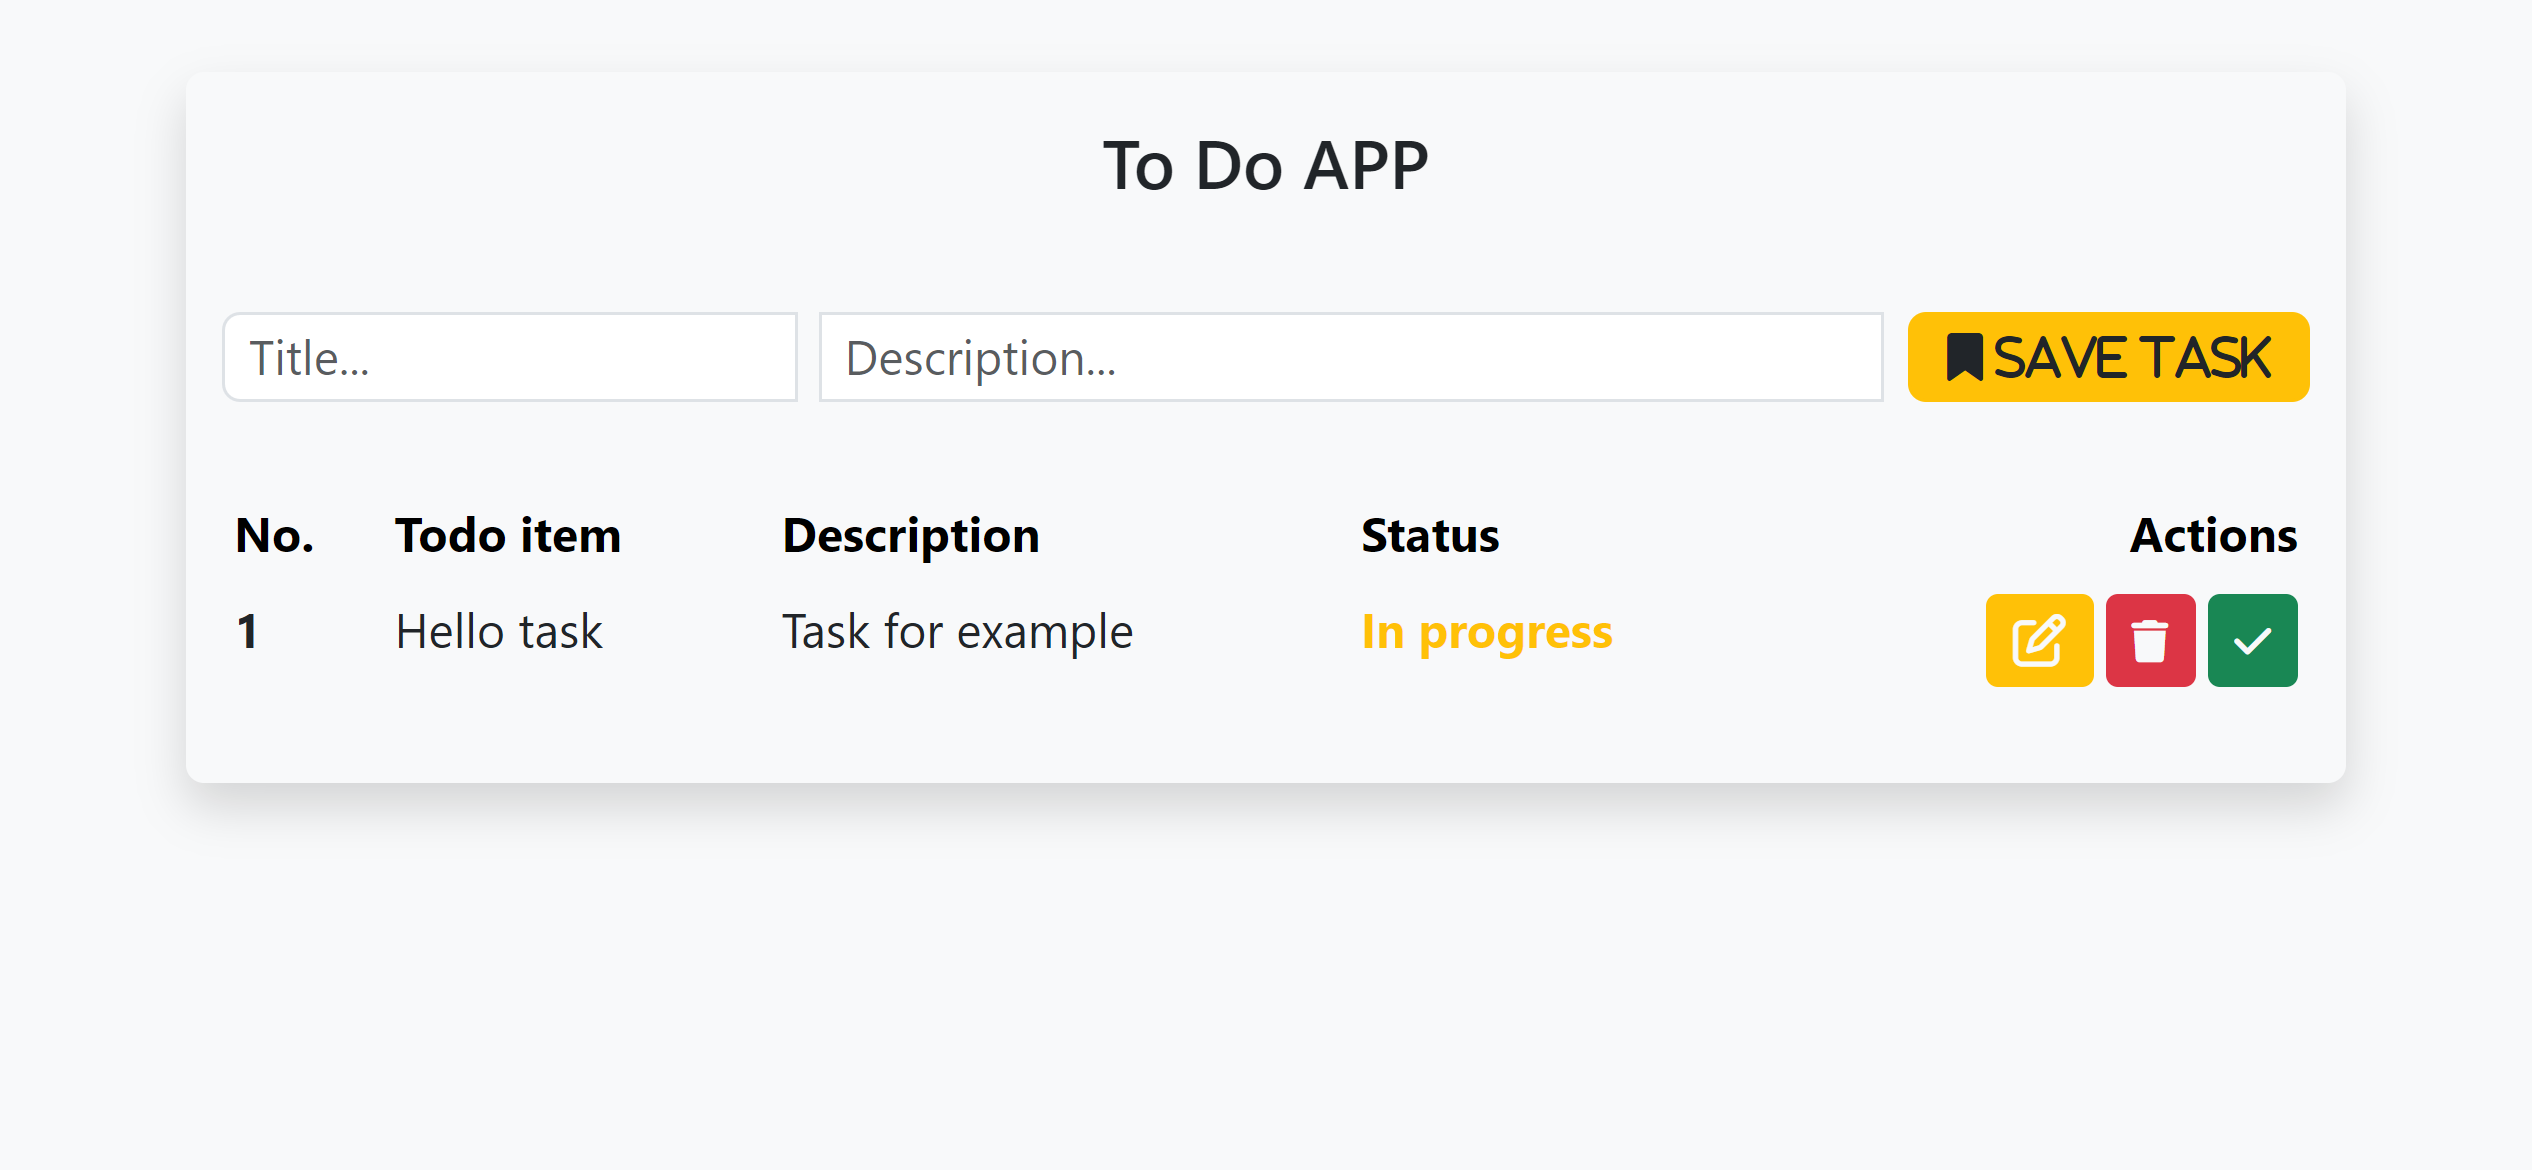 To Do APP
Title...
Description...
SAVE TASK
No. Todo item Description Status Actions
1 Hello task Task for example In progress